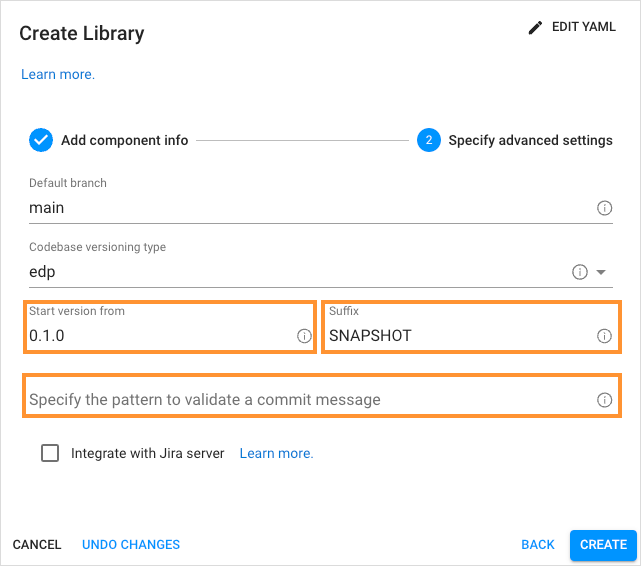 Create Library
EDIT YAML
Learn more.
Add component info
2
Specify advanced settings
Default branch
main
Codebase versioning type
edp
Start version from
Suffix
0.1.0
SNAPSHOT
Specify the pattern to validate a commit message
Integrate with Jira server Learn more.
CANCEL UNDO CHANGES BACK CREATE